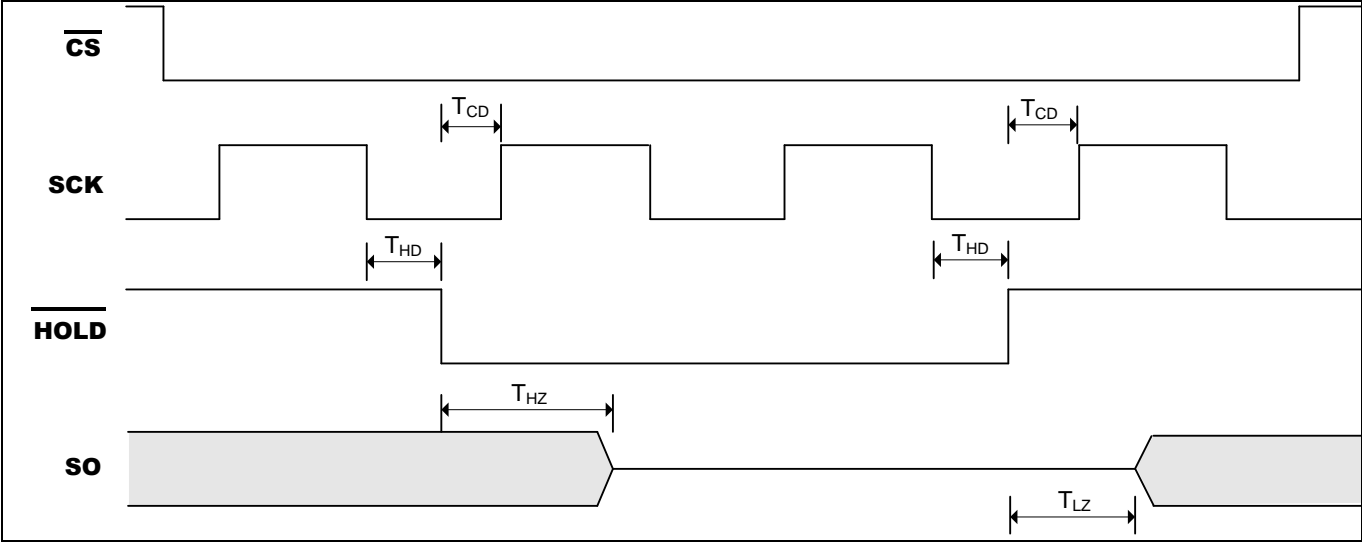 CS
T_CD T_CD
SCK
T_HD T_HD
HOLD
T_HZ
SO
T_LZ